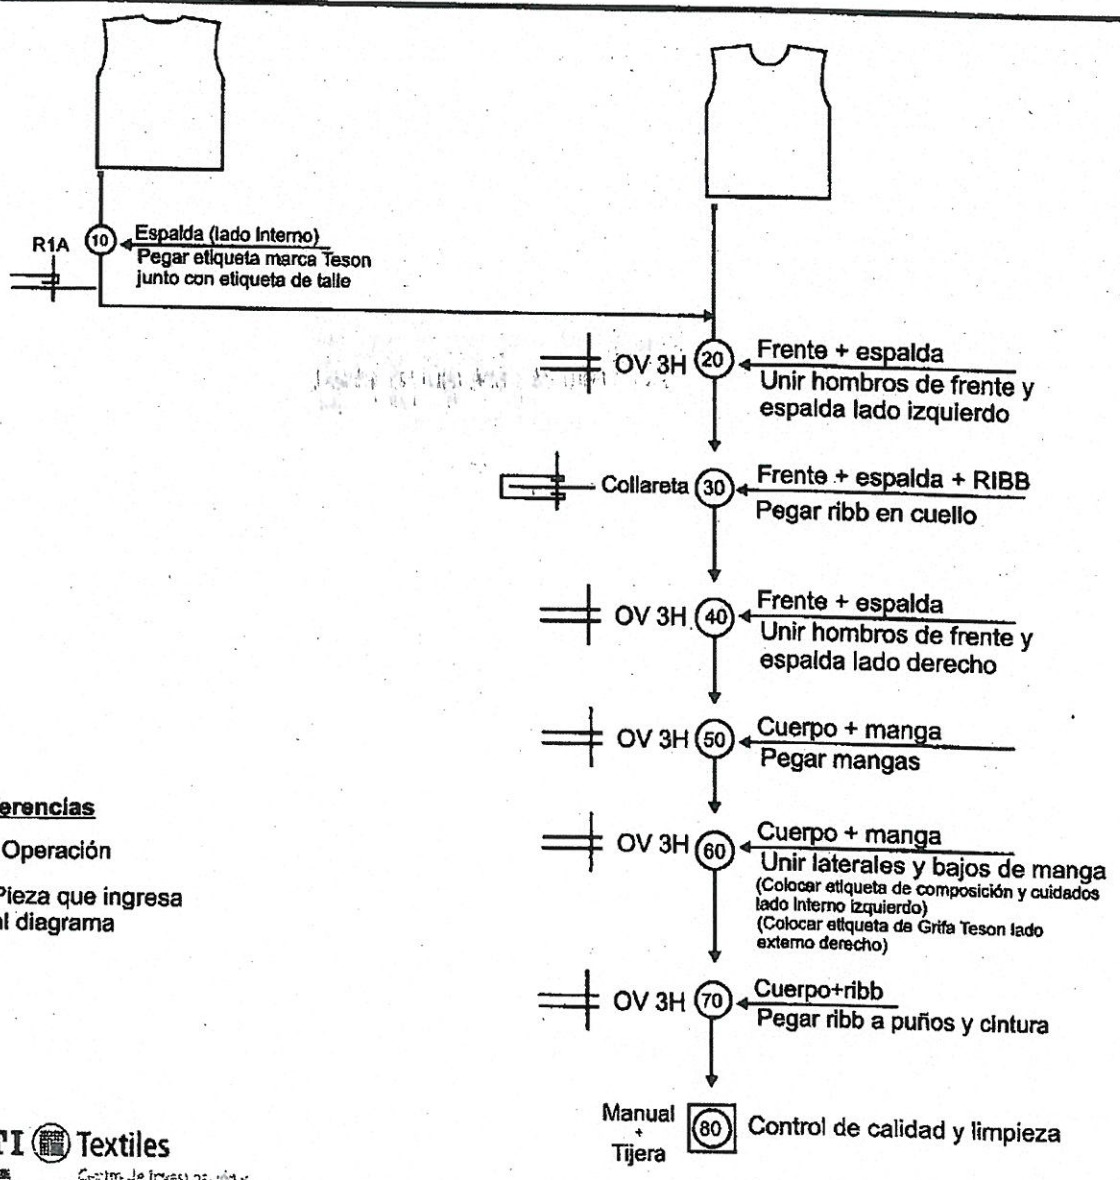 R1A
10
Espalda (lado Interno)
Pegar etiqueta marca Teson
junto con etiqueta de talle
OV 3H
20
Frente + espalda
Unir hombros de frente y
espalda lado izquierdo
Collareta
30
Frente + espalda + RIBB
Pegar ribb en cuello
OV 3H
40
Frente + espalda
Unir hombros de frente y
espalda lado derecho
OV 3H
50
Cuerpo + manga
Pegar mangas
OV 3H
60
Cuerpo + manga
Unir laterales y bajos de manga
(Colocar etiqueta de composición y cuidados
lado Interno izquierdo)
(Colocar etiqueta de Grifa Teson lado
externo derecho)
OV 3H
70
Cuerpo+ribb
Pegar ribb a puños y cintura
Manual
+
Tijera
80
Control de calidad y limpieza
erencias
Operación
Pieza que ingresa
al diagrama
TI Textiles